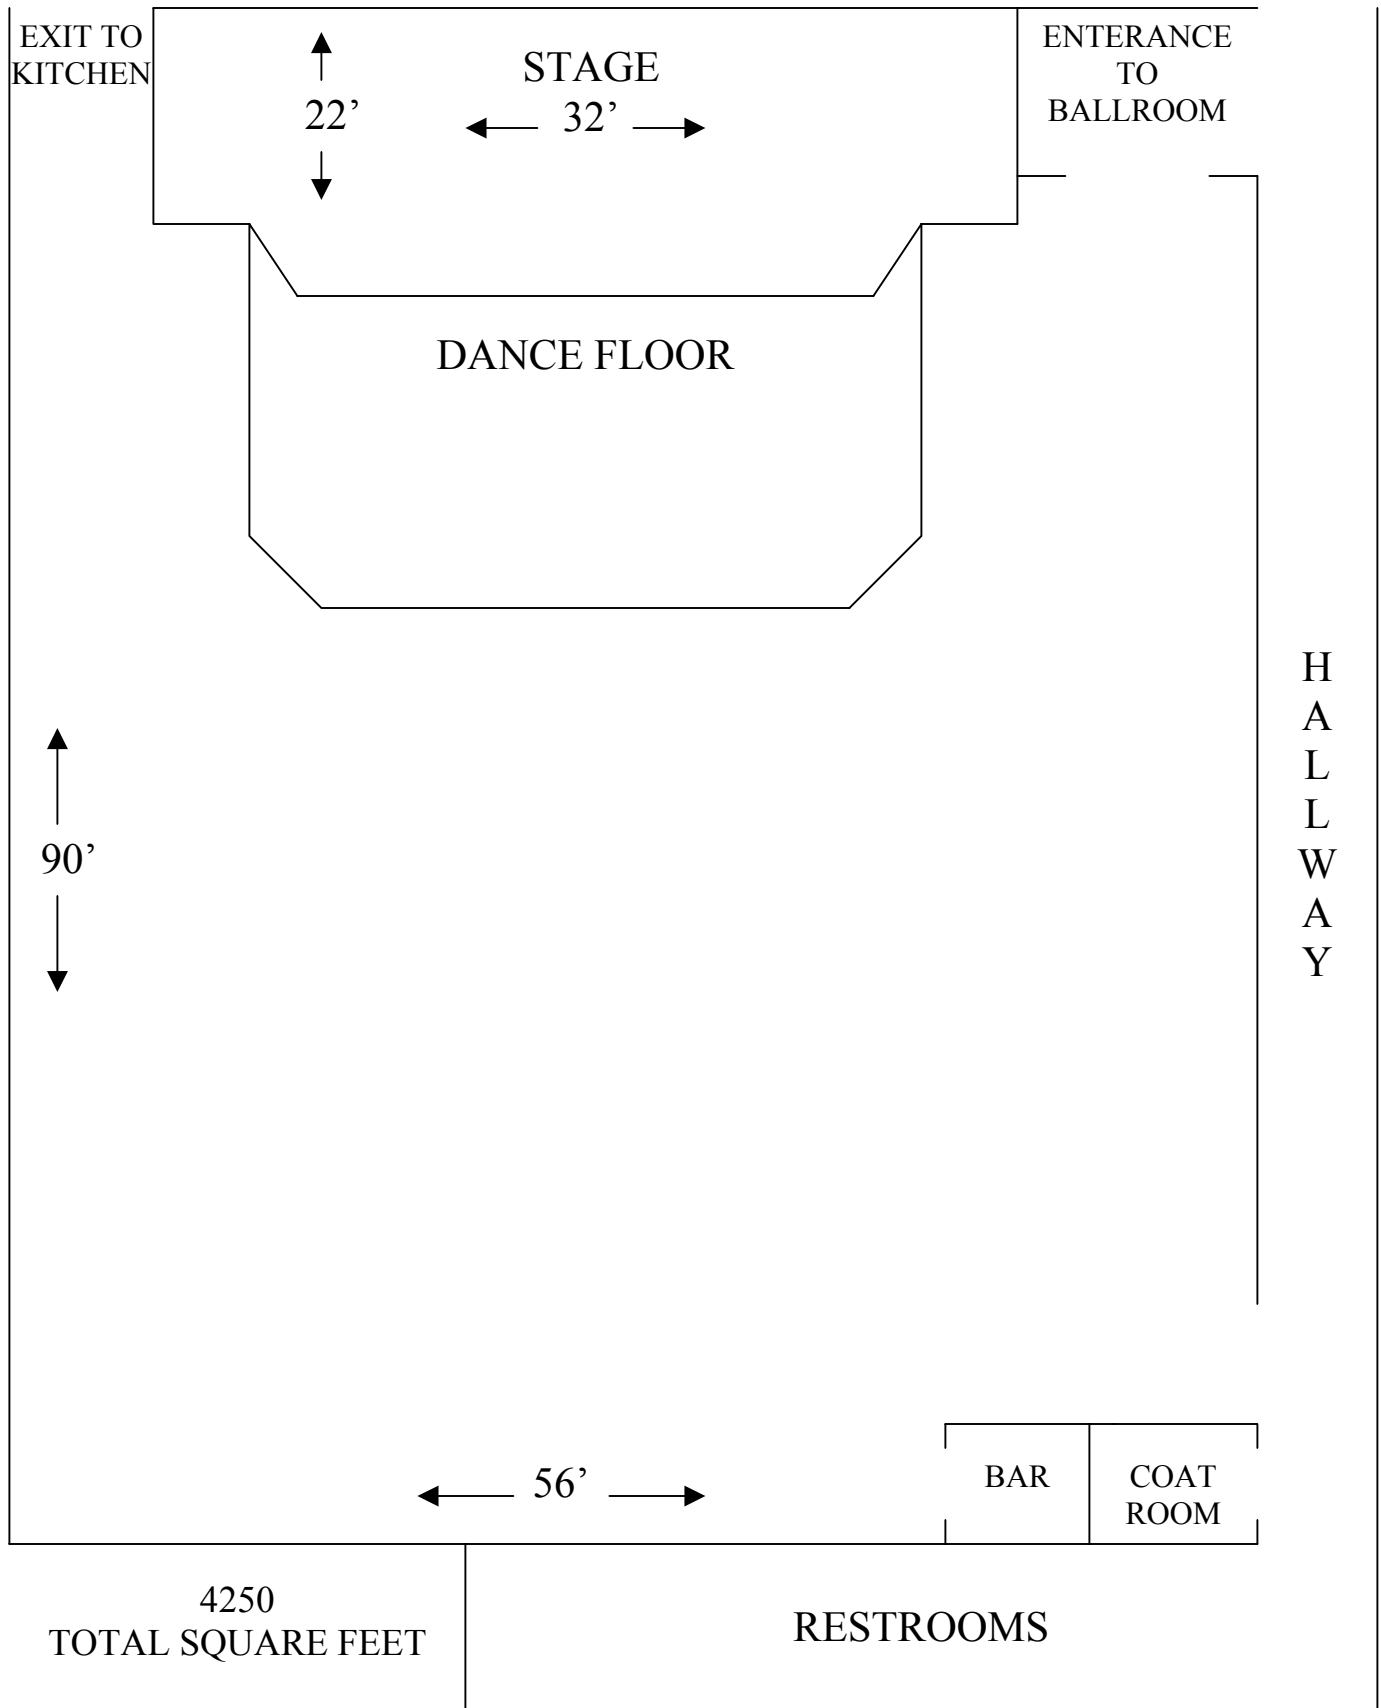 EXIT TO
KITCHEN
STAGE
22’
32’
ENTERANCE
TO
BALLROOM
DANCE FLOOR
H
A
L
L
W
A
Y
90’
56’
BAR
COAT
ROOM
4250
TOTAL SQUARE FEET
RESTROOMS